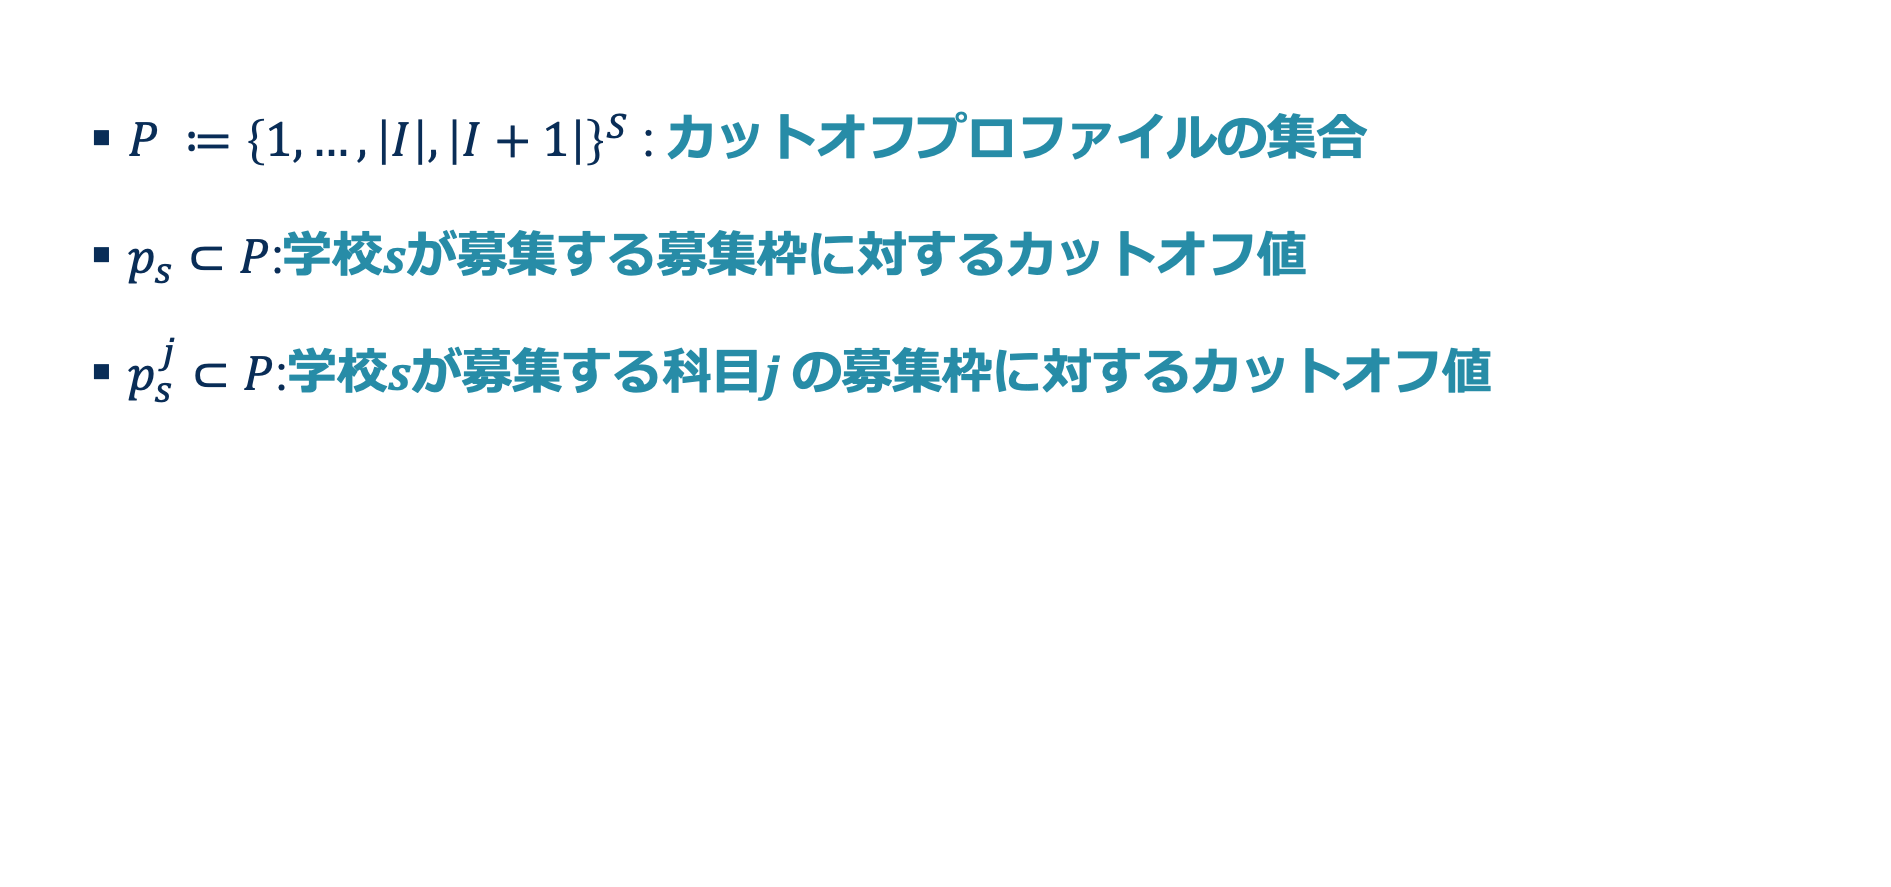 ▪ 𝑃 ≔ {1, … , |𝐼|, |𝐼 + 1|}ˢ : カットオフプロファイルの集合
▪ 𝑝ₛ ⊂ 𝑃:学校𝒔が募集する募集枠に対するカットオフ値
▪ 𝑝ₛʲ ⊂ 𝑃:学校𝒔が募集する科目𝒋 の募集枠に対するカットオフ値